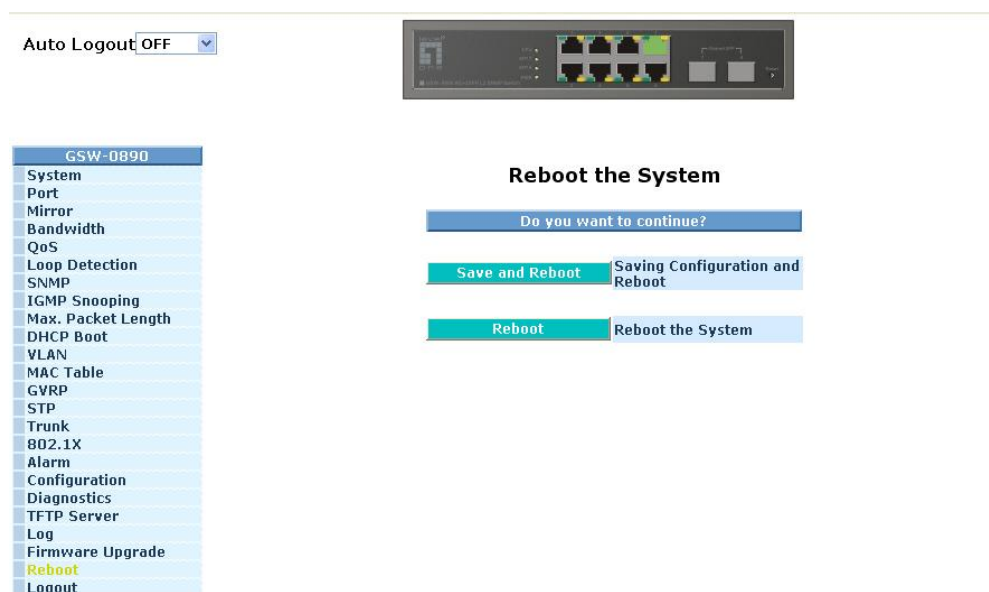 Auto Logout OFF
GSW-0890
System
Port
Mirror
Bandwidth
QoS
Loop Detection
SNMP
IGMP Snooping
Max. Packet Length
DHCP Boot
VLAN
MAC Table
GVRP
STP
Trunk
802.1X
Alarm
Configuration
Diagnostics
TFTP Server
Log
Firmware Upgrade
Reboot
Logout
Reboot the System
Do you want to continue?
Save and Reboot
Saving Configuration and
Reboot
Reboot
Reboot the System